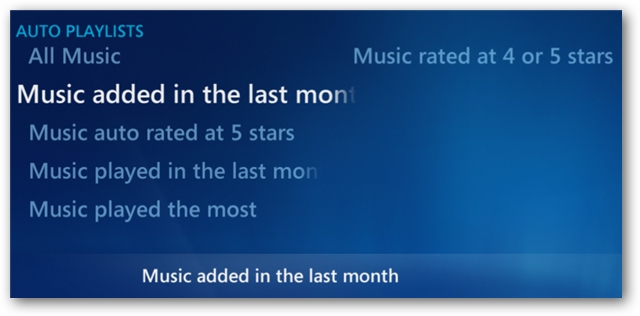 AUTO PLAYLISTS
All Music
Music rated at 4 or 5 stars
Music added in the last mont
Music auto rated at 5 stars
Music played in the last mon
Music played the most
Music added in the last month